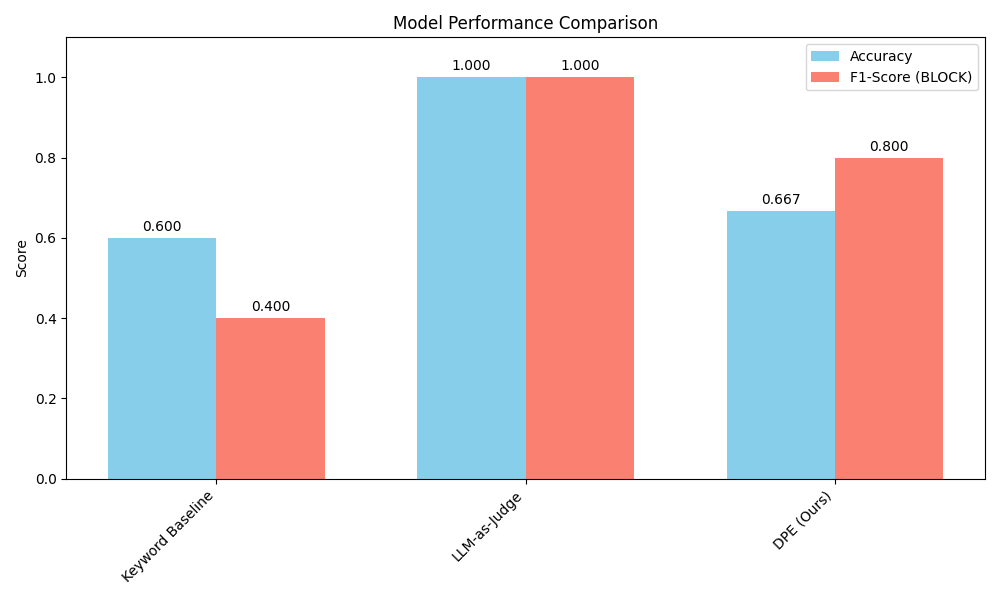 Model Performance Comparison
Accuracy
F1-Score (BLOCK)
Score
1.0
0.8
0.6
0.4
0.2
0.0
0.600
0.400
1.000
1.000
0.667
0.800
Keyword Baseline
LLM-as-Judge
DPE (Ours)